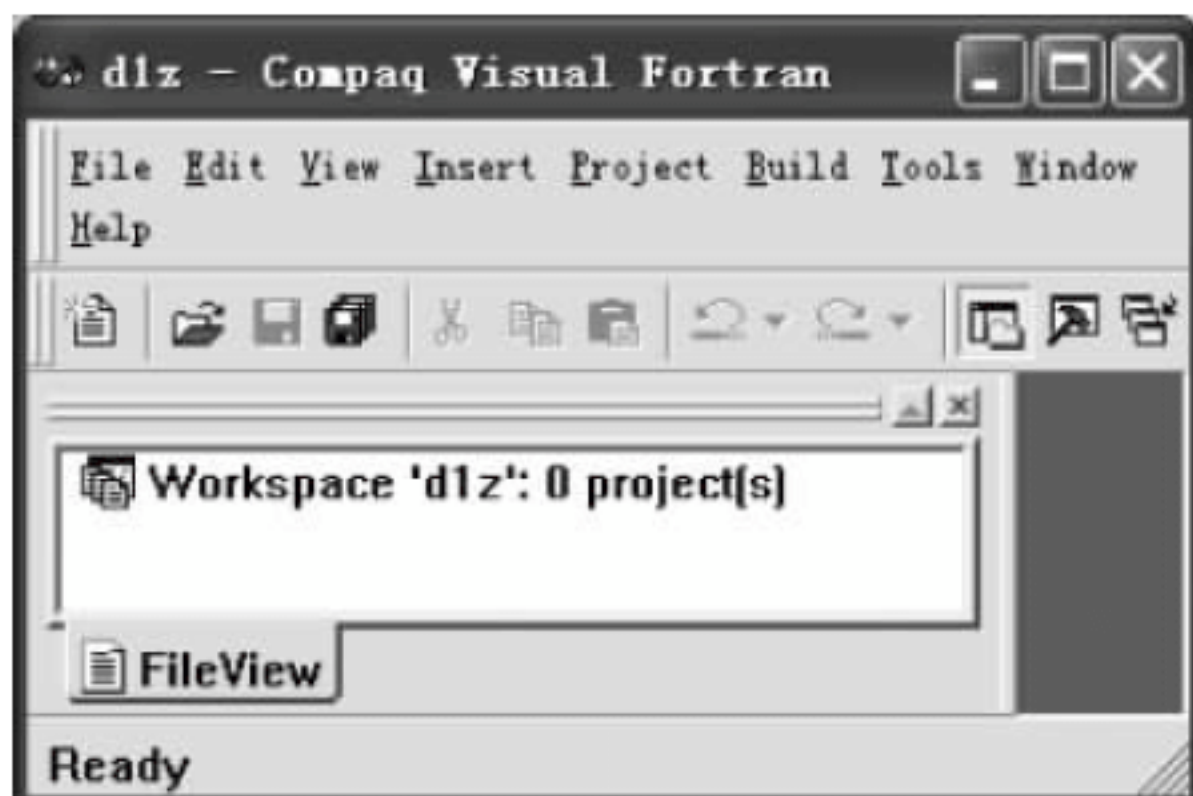 d1z - Compaq Visual Fortran
File Edit View Insert Project Build Tools Window
Help
Workspace 'd1z': 0 project(s)
FileView
Ready